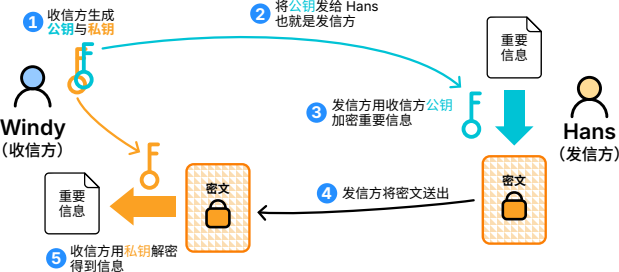 1 收信方生成
公钥与私钥
2 将公钥发给 Hans
也就是发信方
重要
信息
Windy
（收信方）
3 发信方用收信方公钥
加密重要信息
Hans
（发信方）
密文
4 发信方将密文送出
密文
重要
信息
5 收信方用私钥解密
得到信息